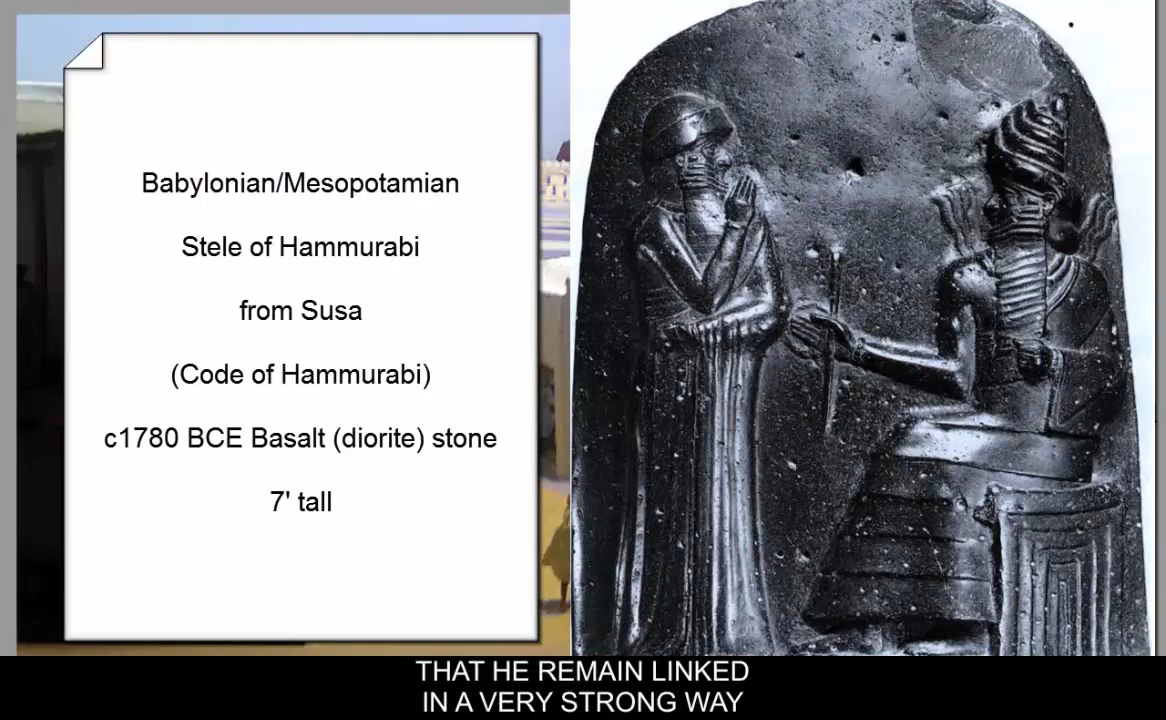 Babylonian/Mesopotamian
Stele of Hammurabi
from Susa
(Code of Hammurabi)
c1780 BCE Basalt (diorite) stone
7' tall
THAT HE REMAIN LINKED
IN A VERY STRONG WAY